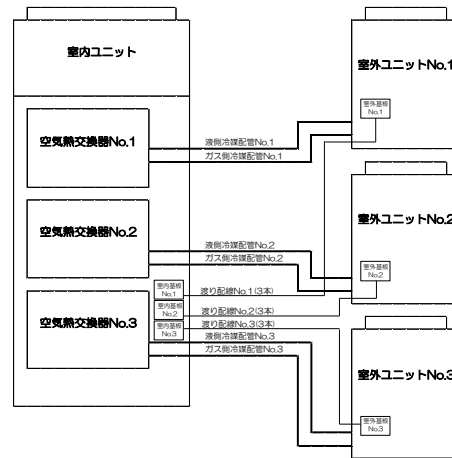 室内ユニット
空気熱交換器No.1
空気熱交換器No.2
空気熱交換器No.3
液側冷媒配管No.1
ガス側冷媒配管No.1
液側冷媒配管No.2
ガス側冷媒配管No.2
室内基板
No.1
渡り配線No.1(3本)
室内基板
No.2
渡り配線No.2(3本)
室内基板
No.3
渡り配線No.3(3本)
液側冷媒配管No.3
ガス側冷媒配管No.3
室外ユニットNo.1
室外基板
No.1
室外ユニットNo.2
室外基板
No.2
室外ユニットNo.3
室外基板
No.3